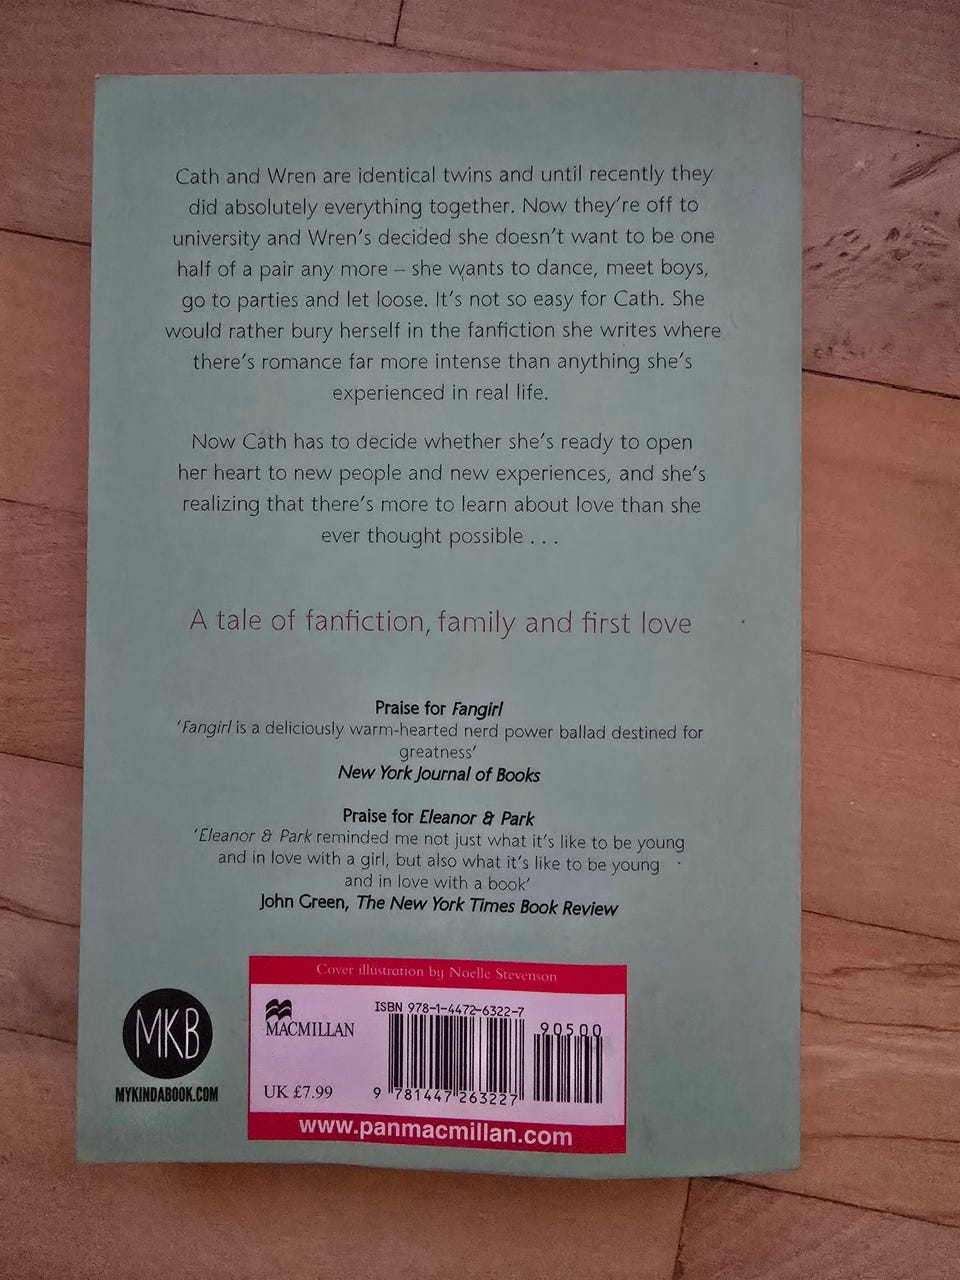 Cath and Wren are identical twins and until recently they
did absolutely everything together. Now they're off to
university and Wren's decided she doesn't want to be one
half of a pair any more – she wants to dance, meet boys,
go to parties and let loose. It's not so easy for Cath. She
would rather bury herself in the fanfiction she writes where
there's romance far more intense than anything she's
experienced in real life.
Now Cath has to decide whether she's ready to open
her heart to new people and new experiences, and she's
realizing that there's more to learn about love than she
ever thought possible . . .
A tale of fanfiction, family and first love
Praise for Fangirl
'Fangirl is a deliciously warm-hearted nerd power ballad destined for
greatness'
New York Journal of Books
Praise for Eleanor & Park
'Eleanor & Park reminded me not just what it's like to be young
and in love with a girl, but also what it's like to be young
and in love with a book'
John Green, The New York Times Book Review
Cover illustration by Noelle Stevenson
MKB
MYKINDABOOK.COM
MACMILLAN
UK £7.99
ISBN 978-1-4472-6322-7
90500
9 781447 263227
www.panmacmillan.com